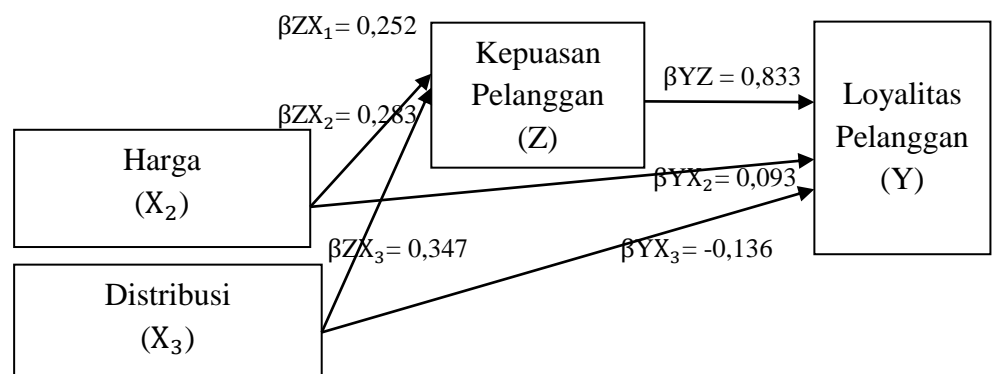 βZX₁= 0,252
Kepuasan
Pelanggan
(Z)
βYZ = 0,833
Loyalitas
Pelanggan
(Y)
βZX₂= 0,283
Harga
(X₂)
βYX₂= 0,093
βZX₃= 0,347
βYX₃= -0,136
Distribusi
(X₃)